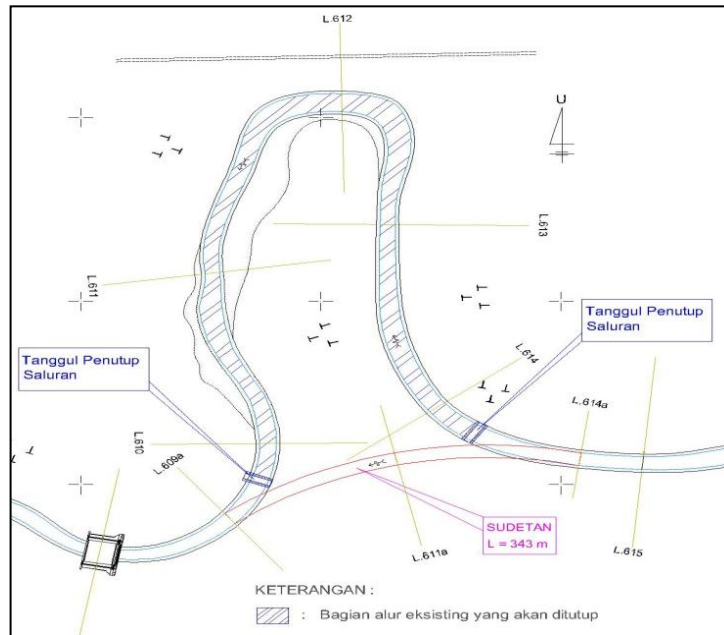 L.612
U
T T T
L.613
L.611
T T T
T T T
Tanggul Penutup
Saluran
Tanggul Penutup
Saluran
L.614
T T T
L.614a
L.610
T T
L.609a
SUDETAN
L = 343 m
L.611a
L.615
KETERANGAN :
: Bagian alur eksisting yang akan ditutup